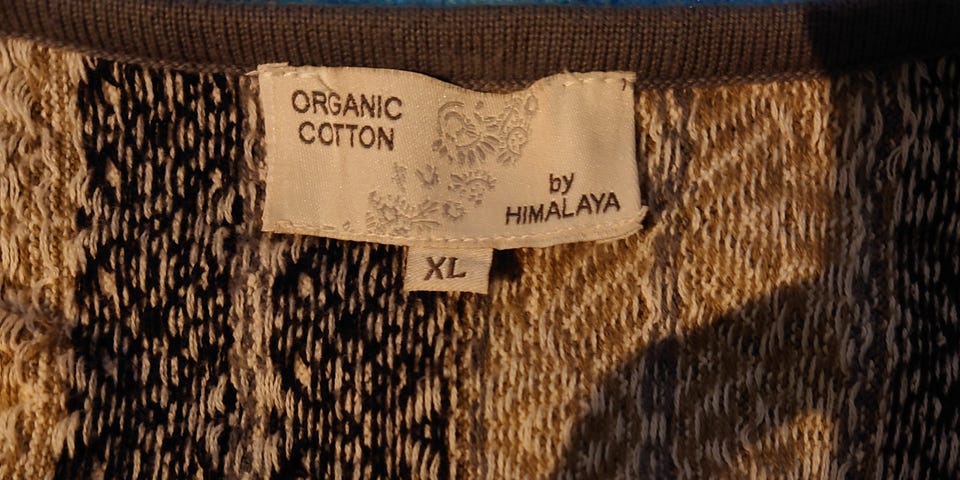 ORGANIC
COTTON
by
HIMALAYA
XL